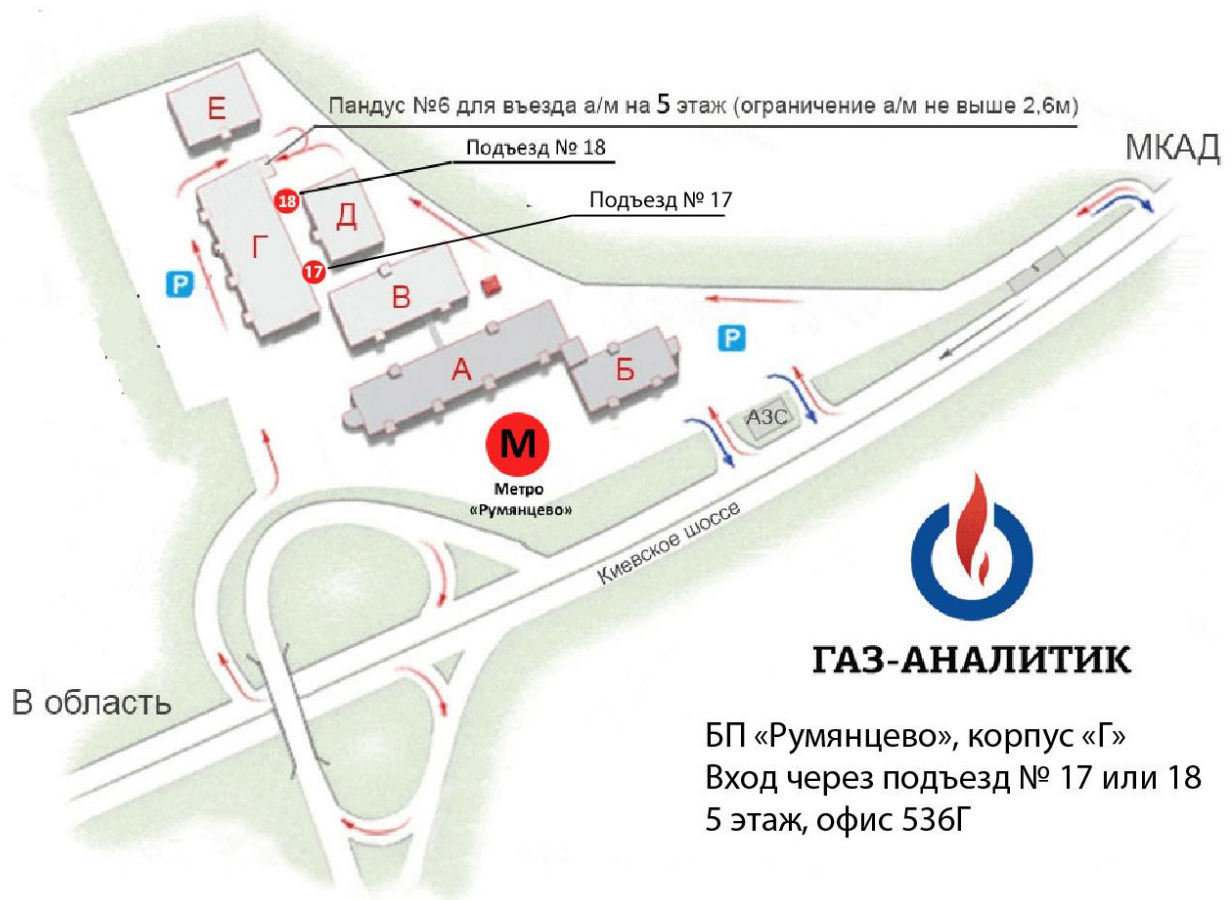 Е
Пандус №6 для въезда а/м на 5 этаж (ограничение а/м не выше 2,6м)
МКАД
Подъезд № 18
18
Подъезд № 17
Д
Г
17
P
В
P
А
Б
АЗС
М
Метро
«Румянцево»
Киевское шоссе
ГАЗ-АНАЛИТИК
В область
БП «Румянцево», корпус «Г»
Вход через подъезд № 17 или 18
5 этаж, офис 536Г